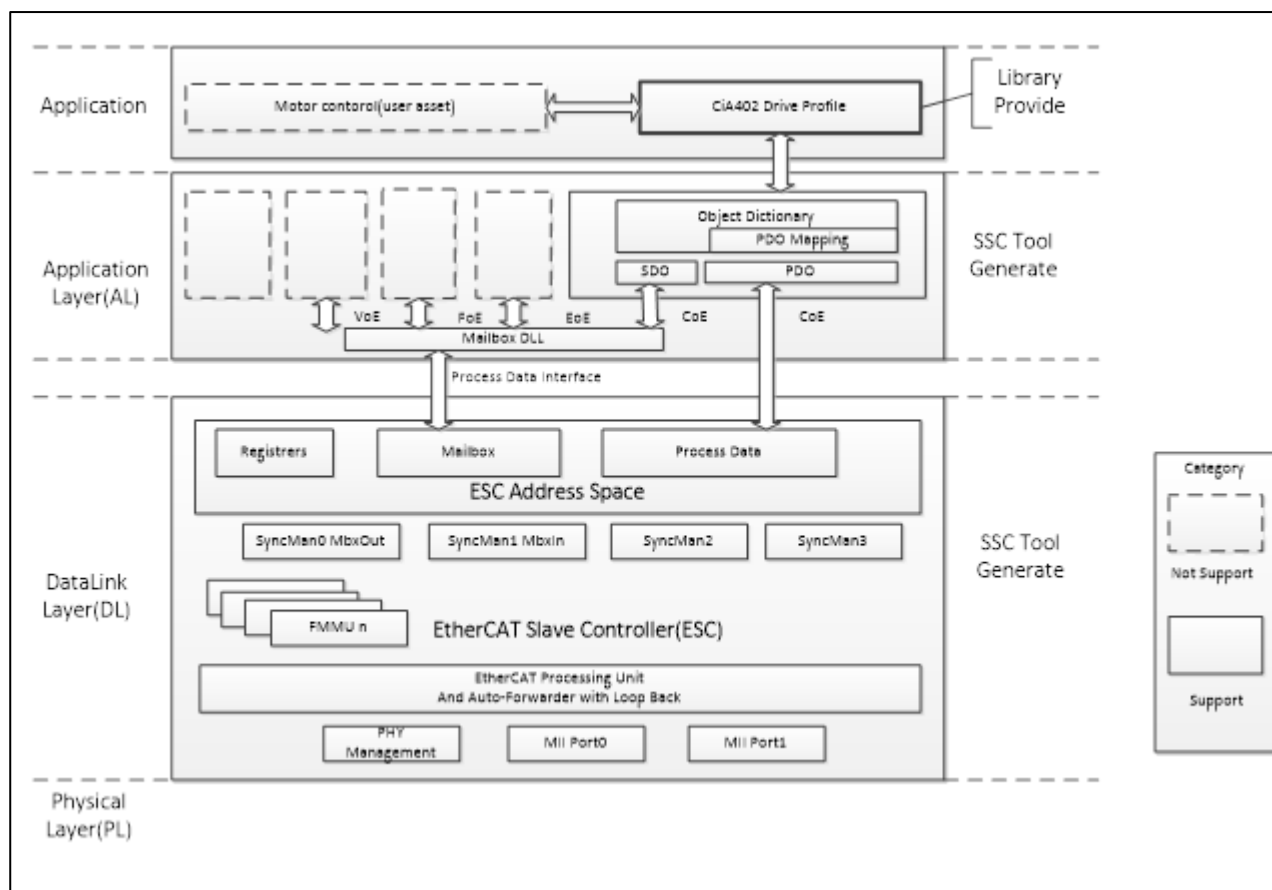 Application
Motor contorol(user asset)
CiA402 Drive Profile
Library
Provide
Application
Layer(AL)
Object Dictionary
PDO Mapping
SDO
PDO
SSC Tool
Generate
VoE
FoE
EoE
CoE
CoE
Mailbox DLL
Process Data Interface
DataLink
Layer(DL)
Registrers
Mailbox
Process Data
ESC Address Space
SyncMan0 MbxOut
SyncMan1 MbxIn
SyncMan2
SyncMan3
SSC Tool
Generate
FMMU n
EtherCAT Slave Controller(ESC)
EtherCAT Processing Unit
And Auto-Forwarder with Loop Back
PHY
Management
MII Port0
MII Port1
Physical
Layer(PL)
Category
Not Support
Support